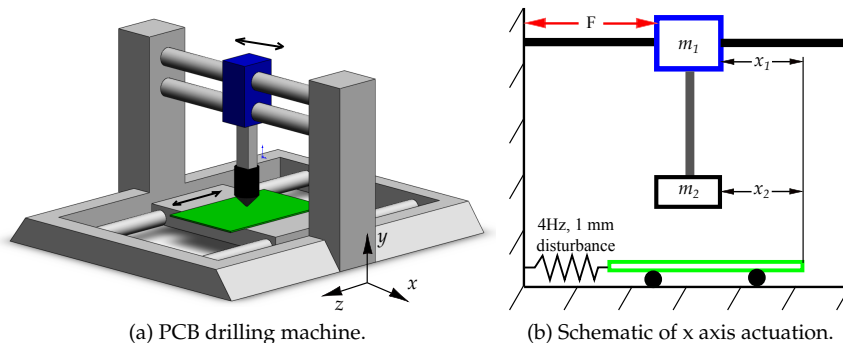 F
m1
x1
m2
x2
4Hz, 1 mm
disturbance
y
x
z
(a) PCB drilling machine.
(b) Schematic of x axis actuation.